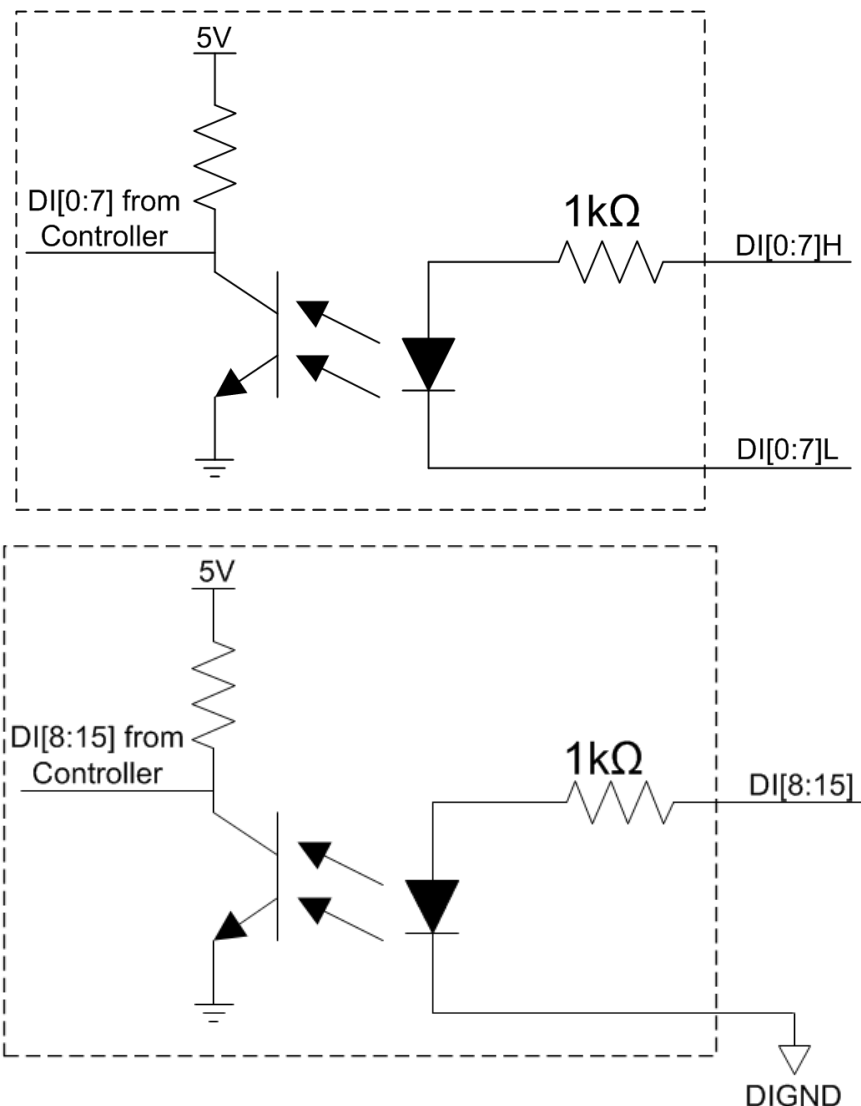 5V
DI[0:7] from
Controller
1kΩ
DI[0:7]H
DI[0:7]L
5V
DI[8:15] from
Controller
1kΩ
DI[8:15]
DIGND